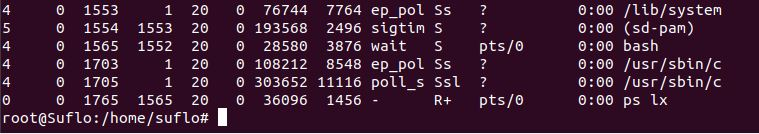 4     0  1553     1  20   0  76744  7764 ep_pol Ss   ?          0:00 /lib/system
5     0  1554  1553  20   0 193568  2496 sigtim S    ?          0:00 (sd-pam)
4     0  1565  1552  20   0  28580  3876 wait   S    pts/0      0:00 bash
4     0  1703     1  20   0 108212  8548 ep_pol Ss   ?          0:00 /usr/sbin/c
4     0  1705     1  20   0 303652 11116 poll_s Ssl  ?          0:00 /usr/sbin/c
0     0  1765  1565  20   0  36096  1456 -      R+   pts/0      0:00 ps lx
root@Suflo:/home/suflo#